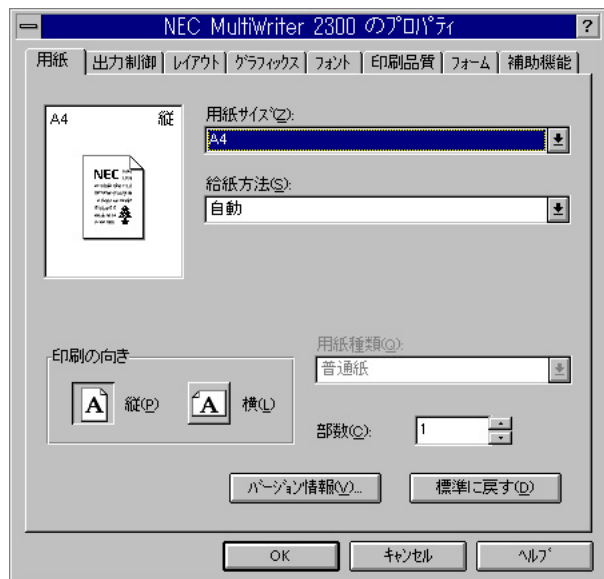 NEC MultiWriter 2300 のﾌﾟﾛﾊﾟﾃｨ
?
用紙 出力制御 ﾚｲｱｳﾄ ｸﾞﾗﾌｨｯｸｽ ﾌｫﾝﾄ 印刷品質 ﾌｫｰﾑ 補助機能
A4 縦
NEC
用紙ｻｲｽﾞ(Z):
A4
給紙方法(S):
自動
印刷の向き
A 縦(P) A 横(L)
用紙種類(Q):
普通紙
部数(C): 1
ﾊﾞｰｼﾞｮﾝ情報(V)... 標準に戻す(D)
OK ｷｬﾝｾﾙ ﾍﾙﾌﾟ